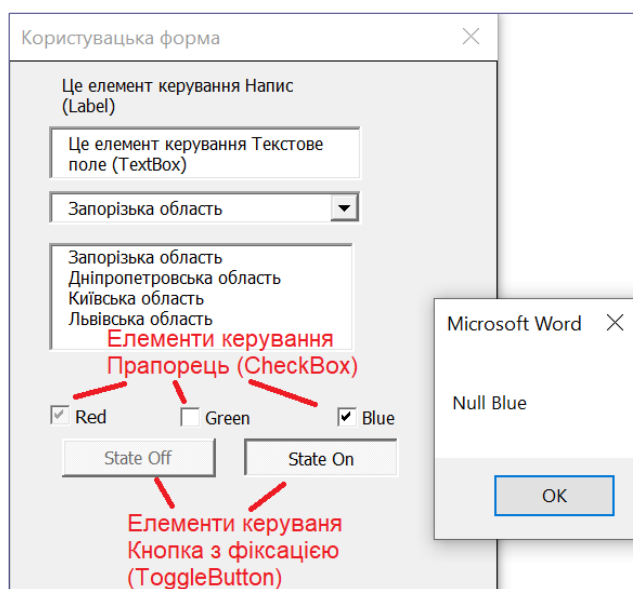 Користувацька форма
Це елемент керування Напис
(Label)
Це елемент керування Текстове
поле (TextBox)
Запорізька область
Запорізька область
Дніпропетровська область
Київська область
Львівська область
Елементи керування
Прапорець (CheckBox)
Red
Green
Blue
State Off
State On
Елементи керуваня
Кнопка з фіксацією
(ToggleButton)
Microsoft Word
Null Blue
OK